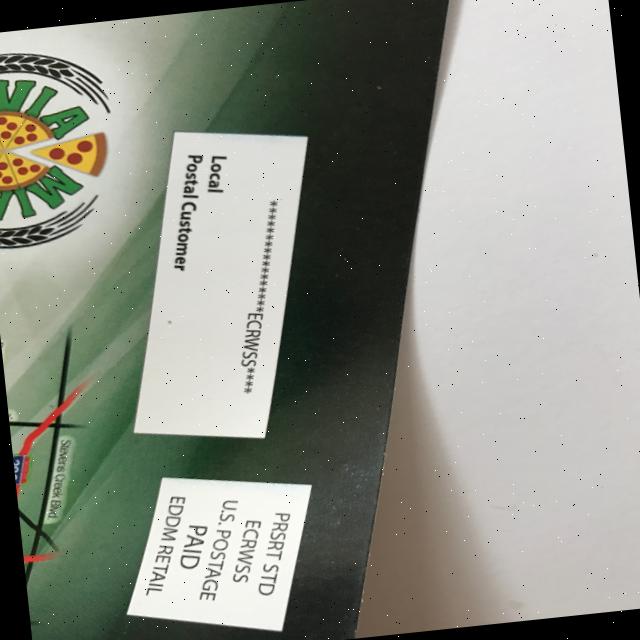 PRSRT STD
ECRWSS
U.S. POSTAGE
PAID
EDDM RETAIL
******************ECRWSS****
Local
Postal Customer
Stevens Creek Blvd